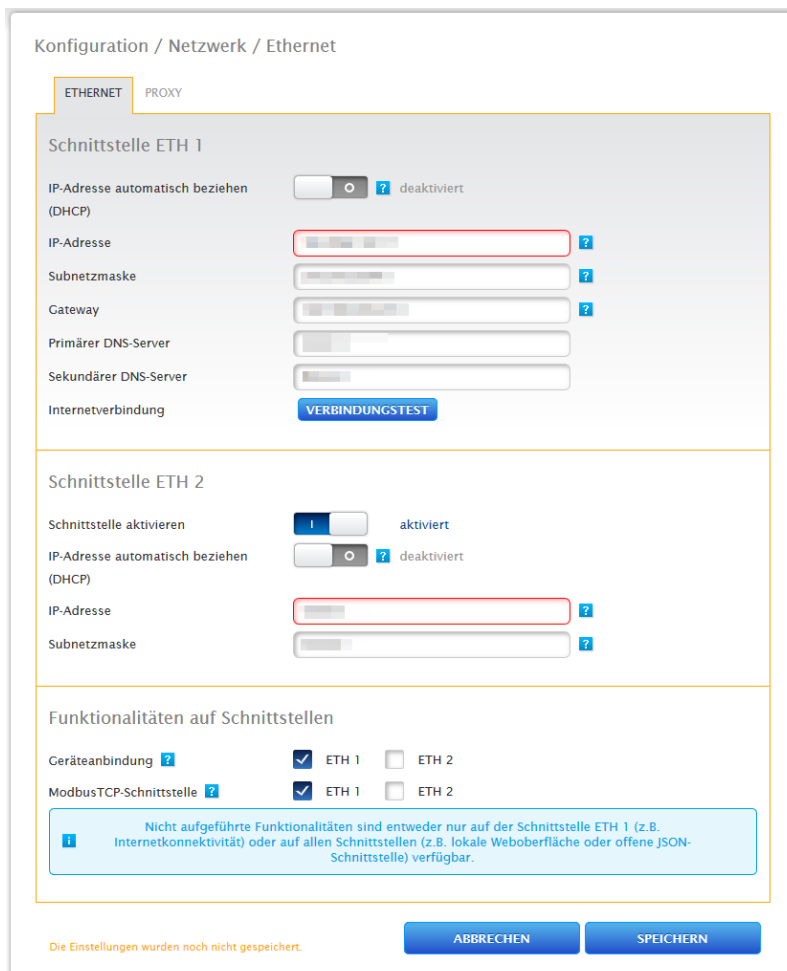 Konfiguration / Netzwerk / Ethernet
ETHERNET PROXY
Schnittstelle ETH 1
IP-Adresse automatisch beziehen
(DHCP)
O ? deaktiviert
IP-Adresse
?
Subnetzmaske
?
Gateway
?
Primärer DNS-Server
Sekundärer DNS-Server
Internetverbindung
VERBINDUNGSTEST
Schnittstelle ETH 2
Schnittstelle aktivieren
I aktiviert
IP-Adresse automatisch beziehen
(DHCP)
O ? deaktiviert
IP-Adresse
?
Subnetzmaske
?
Funktionalitäten auf Schnittstellen
Geräteanbindung ? ETH 1 ETH 2
ModbusTCP-Schnittstelle ? ETH 1 ETH 2
i
Nicht aufgeführte Funktionalitäten sind entweder nur auf der Schnittstelle ETH 1 (z.B.
Internetkonnektivität) oder auf allen Schnittstellen (z.B. lokale Weboberfläche oder offene JSON-
Schnittstelle) verfügbar.
Die Einstellungen wurden noch nicht gespeichert.
ABBRECHEN
SPEICHERN